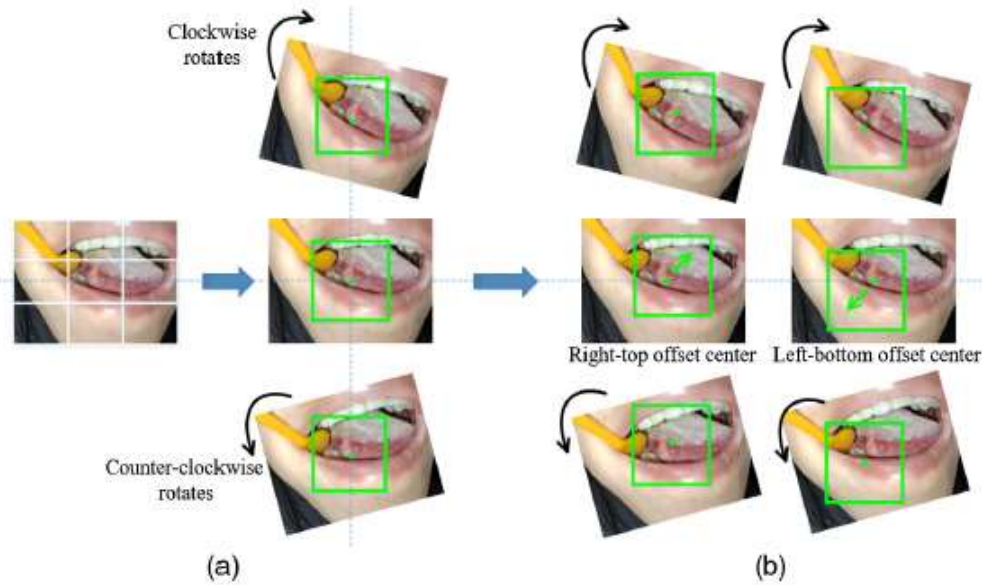 Clockwise
rotates
Right-top offset center
Left-bottom offset center
Counter-clockwise
rotates
(a)
(b)